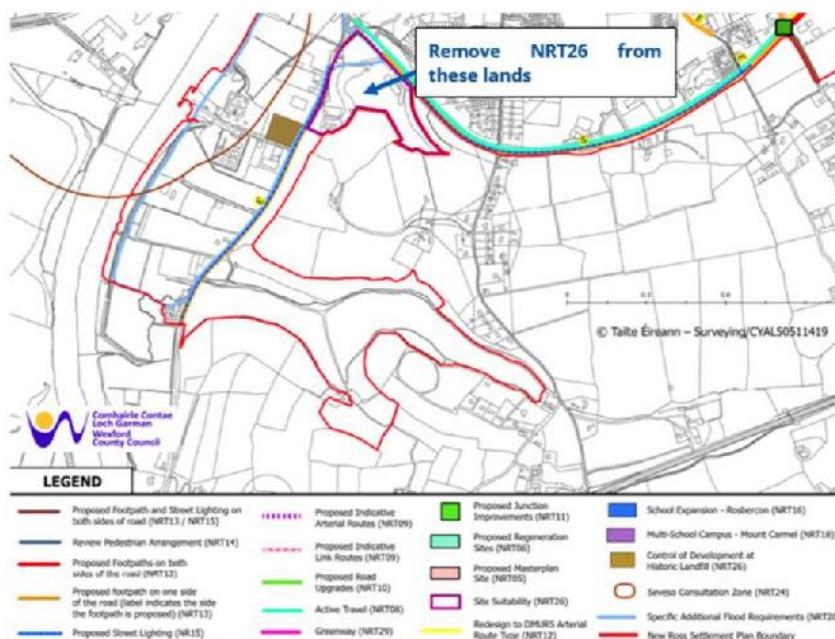 Remove NRT26 from
these lands
© Tailte Éireann – Surveying/CYAL50511419
Comhairle Contae
Loch Garman
Wexford
County Council
LEGEND
Proposed Footpath and Street Lighting on
both sides of road (NRT13 / NRT15)
Review Pedestrian Arrangement (NRT14)
Proposed Footpaths on both
sides of the road (NRT13)
Proposed footpath on one side
of the road (label indicates the side
the footpath is proposed) (NRT13)
Proposed Street Lighting (NR15)
Proposed Indicative
Arterial Routes (NRT09)
Proposed Indicative
Link Routes (NRT09)
Proposed Road
Upgrades (NRT10)
Active Travel (NRT08)
Greenway (NRT29)
Proposed Junction
Improvements (NRT11)
Proposed Regeneration
Sites (NRT06)
Proposed Masterplan
Site (NRT05)
Site Suitability (NRT26)
Redesign to DMURS Arterial
Route Type (NRT12)
School Expansion - Rosbercon (NRT16)
Multi-School Campus - Mount Carmel (NRT18)
Control of Development at
Historic Landfill (NRT26)
Seveso Consultation Zone (NRT24)
Specific Additional Flood Requirements
New Ross Settlement Plan Boundary